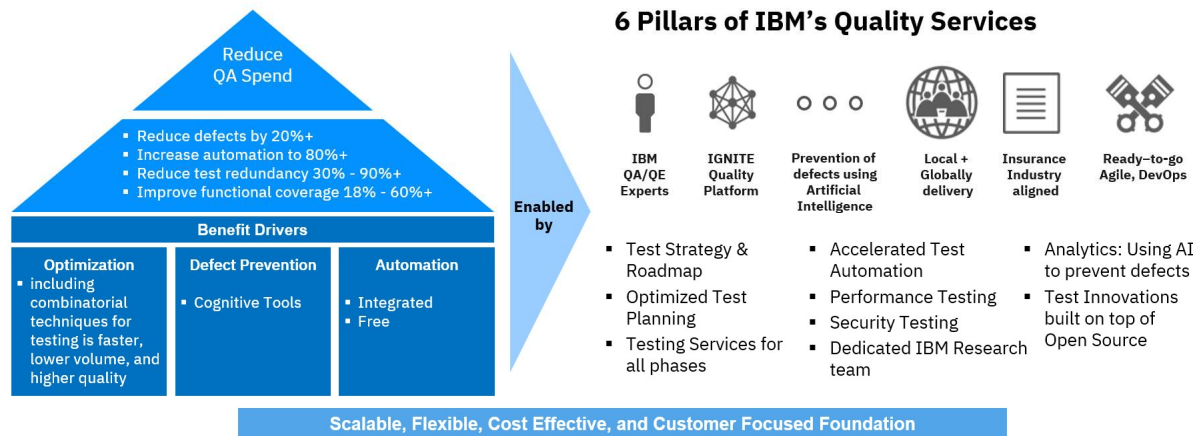 6 Pillars of IBM's Quality Services
Reduce
QA Spend
▪ Reduce defects by 20%+
▪ Increase automation to 80%+
▪ Reduce test redundancy 30% - 90%+
▪ Improve functional coverage 18% - 60%+
Benefit Drivers
Optimization
▪ including
combinatorial
techniques for
testing is faster,
lower volume, and
higher quality
Defect Prevention
▪ Cognitive Tools
Automation
▪ Integrated
▪ Free
Enabled
by
IBM
QA/QE
Experts
IGNITE
Quality
Platform
Prevention of
defects using
Artificial
Intelligence
Local +
Globally
delivery
Insurance
Industry
aligned
Ready–to-go
Agile, DevOps
▪ Test Strategy &
Roadmap
▪ Optimized Test
Planning
▪ Testing Services for
all phases
▪ Accelerated Test
Automation
▪ Performance Testing
▪ Security Testing
▪ Dedicated IBM Research
team
▪ Analytics: Using AI
to prevent defects
▪ Test Innovations
built on top of
Open Source
Scalable, Flexible, Cost Effective, and Customer Focused Foundation